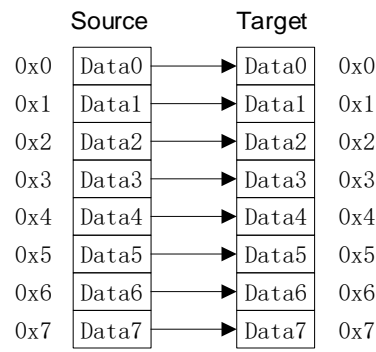 Source Target
0x0 Data0 Data0 0x0
0x1 Data1 Data1 0x1
0x2 Data2 Data2 0x2
0x3 Data3 Data3 0x3
0x4 Data4 Data4 0x4
0x5 Data5 Data5 0x5
0x6 Data6 Data6 0x6
0x7 Data7 Data7 0x7